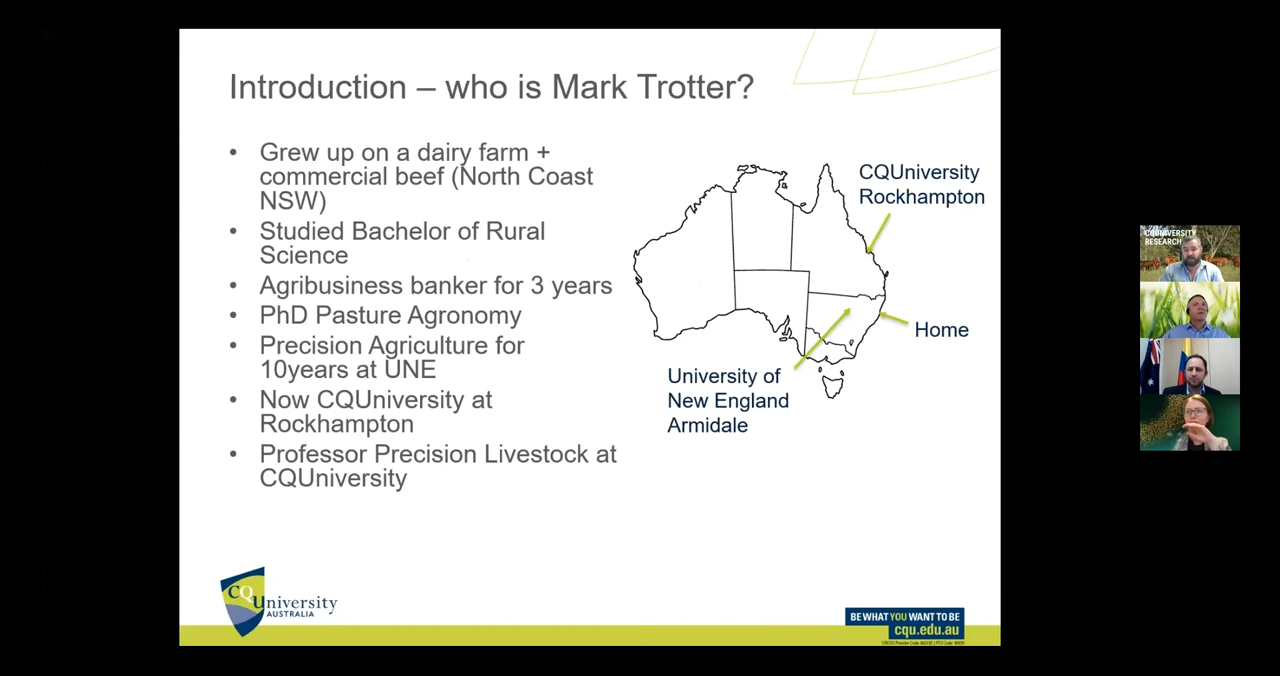 Introduction – who is Mark Trotter?
• Grew up on a dairy farm +
commercial beef (North Coast
NSW)
• Studied Bachelor of Rural
Science
• Agribusiness banker for 3 years
• PhD Pasture Agronomy
• Precision Agriculture for
10years at UNE
• Now CQUniversity at
Rockhampton
• Professor Precision Livestock at
CQUniversity
CQUniversity
Rockhampton
Home
University of
New England
Armidale
CQUniversity
AUSTRALIA
BE WHAT YOU WANT TO BE
cqu.edu.au
CQUNIVERSITY
RESEARCH